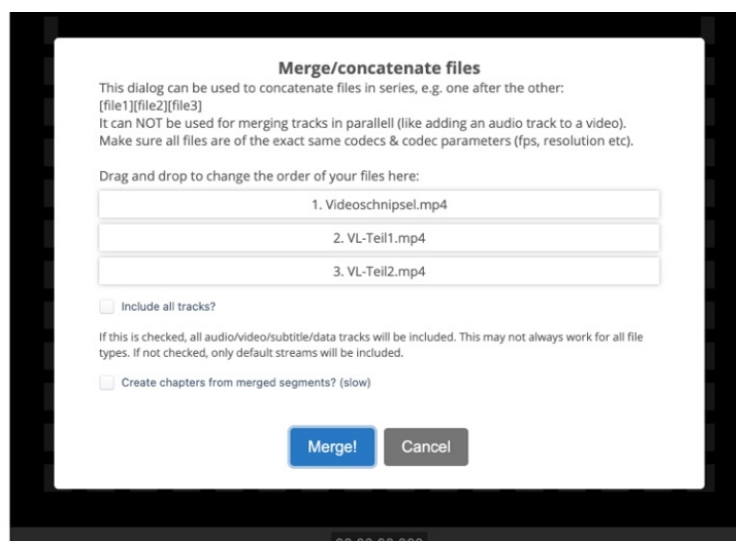 Merge/concatenate files
This dialog can be used to concatenate files in series, e.g. one after the other:
[file1][file2][file3]
It can NOT be used for merging tracks in parallell (like adding an audio track to a video).
Make sure all files are of the exact same codecs & codec parameters (fps, resolution etc).
Drag and drop to change the order of your files here:
1. Videoschnipsel.mp4
2. VL-Teil1.mp4
3. VL-Teil2.mp4
Include all tracks?
If this is checked, all audio/video/subtitle/data tracks will be included. This may not always work for all file
types. If not checked, only default streams will be included.
Create chapters from merged segments? (slow)
Merge!
Cancel